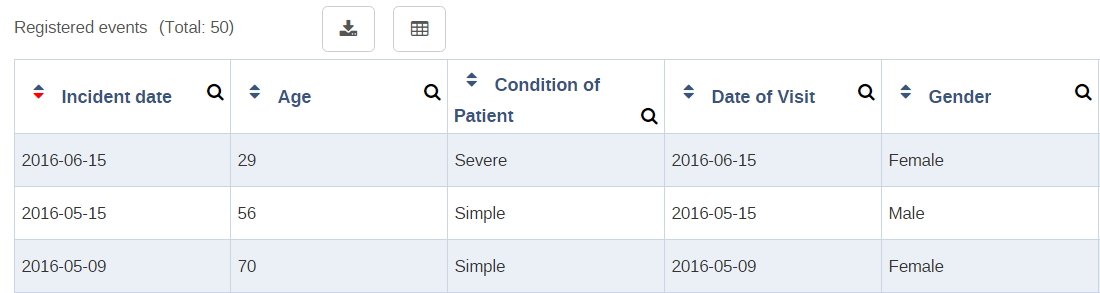 Registered events (Total: 50)
Incident date Age Condition of Patient Date of Visit Gender
2016-06-15 29 Severe 2016-06-15 Female
2016-05-15 56 Simple 2016-05-15 Male
2016-05-09 70 Simple 2016-05-09 Female